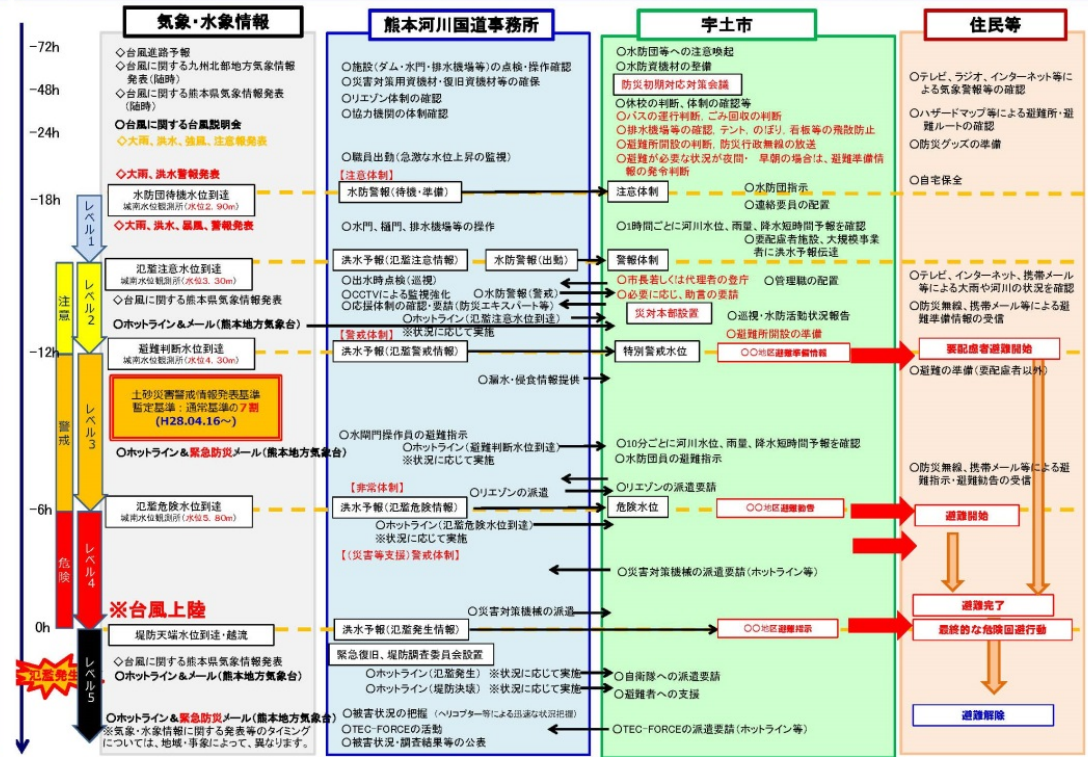 気象・水象情報
熊本河川国道事務所
宇土市
住民等
-72h
-48h
-24h
-18h
-12h
-6h
0h
氾濫発生
注意
警戒
危険
レベル1
レベル2
レベル3
レベル4
レベル5
◇台風進路予報
◇台風に関する九州北部地方気象情報
発表(随時)
◇台風に関する熊本県気象情報発表
(随時)
○台風に関する台風説明会
◇大雨、洪水、強風、注意報発表
◇大雨、洪水警報発表
水防団待機水位到達
城南水位観測所(水位2.90m)
◇大雨、洪水、暴風、警報発表
氾濫注意水位到達
城南水位観測所(水位3.30m)
◇台風に関する熊本県気象情報発表
○ホットライン&メール(熊本地方気象台)
避難判断水位到達
城南水位観測所(水位4.30m)
土砂災害警戒情報発表基準
暫定基準:通常基準の7割
(H28.04.16~)
○ホットライン&緊急防災メール(熊本地方気象台)
氾濫危険水位到達
城南水位観測所(水位5.80m)
※台風上陸
堤防天端水位到達・越流
◇台風に関する熊本県気象情報発表
○ホットライン&メール(熊本地方気象台)
○ホットライン&緊急防災メール(熊本地方気象台)
※気象・水象情報に関する発表等のタイミング
については、地域・事象によって、異なります。
○施設(ダム・水門・排水機場等)の点検・操作確認
○災害対策用資機材・復旧資機材等の確保
○リエゾン体制の確認
○協力機関の体制確認
○職員出動(急激な水位上昇の監視)
【注意体制】
水防警報(待機・準備)
○水門、樋門、排水機場等の操作
洪水予報(氾濫注意情報)
水防警報(出動)
○出水時点検(巡視)
○CCTVによる監視強化
○水防警報(警戒)
○応援体制の確認・要請(防災エキスパート等)
○ホットライン(氾濫注意水位到達)
※状況に応じて実施
【警戒体制】
洪水予報(氾濫警戒情報)
○漏水・侵食情報提供
○水閘門操作員の避難指示
○ホットライン(避難判断水位到達)
※状況に応じて実施
【非常体制】
○リエゾンの派遣
洪水予報(氾濫危険情報)
○ホットライン(氾濫危険水位到達)
※状況に応じて実施
【(災害等支援)警戒体制】
○災害対策機械の派遣
洪水予報(氾濫発生情報)
緊急復旧、堤防調査委員会設置
○ホットライン(氾濫発生) ※状況に応じて実施
○ホットライン(堤防決壊) ※状況に応じて実施
○被害状況の把握 (ヘリコプター等による迅速な状況把握)
○TEC-FORCEの活動
○被害状況・調査結果等の公表
○水防団等への注意喚起
○水防資機材の整備
防災初期対応対策会議
○休校の判断、体制の確認等
○バスの運行判断、ごみ回収の判断
○排水機場等の確認、テント、のぼり、看板等の飛散防止
○避難所開設の判断、防災行政無線の放送
○避難が必要な状況が夜間・ 早朝の場合は、避難準備情
報の発令判断
注意体制
○水防団指示
○連絡要員の配置
○1時間ごとに河川水位、雨量、降水短時間予報を確認
○要配慮者施設、大規模事業
者に洪水予報伝達
警報体制
○市長若しくは代理者の登庁
○管理職の配置
○必要に応じ、助言の要請
災対本部設置
○巡視・水防活動状況報告
○避難所開設の準備
特別警戒水位
○○地区避難準備情報
○10分ごとに河川水位、雨量、降水短時間予報を確認
○水防団員の避難指示
○リエゾンの派遣要請
危険水位
○○地区避難勧告
○災害対策機械の派遣要請(ホットライン等)
○○地区避難指示
○自衛隊への派遣要請
○避難者への支援
○TEC-FORCEの派遣要請(ホットライン等)
○テレビ、ラジオ、インターネット等に
よる気象警報等の確認
○ハザードマップ等による避難所・避
難ルートの確認
○防災グッズの準備
○自宅保全
○テレビ、インターネット、携帯メー
ル等による大雨や河川の状況を確認
○防災無線、携帯メール等による避
難準備情報の受信
要配慮者避難開始
○避難の準備(要配慮者以外)
○防災無線、携帯メール等による避
難指示・避難勧告の受信
避難開始
避難完了
最終的な危険回避行動
避難解除